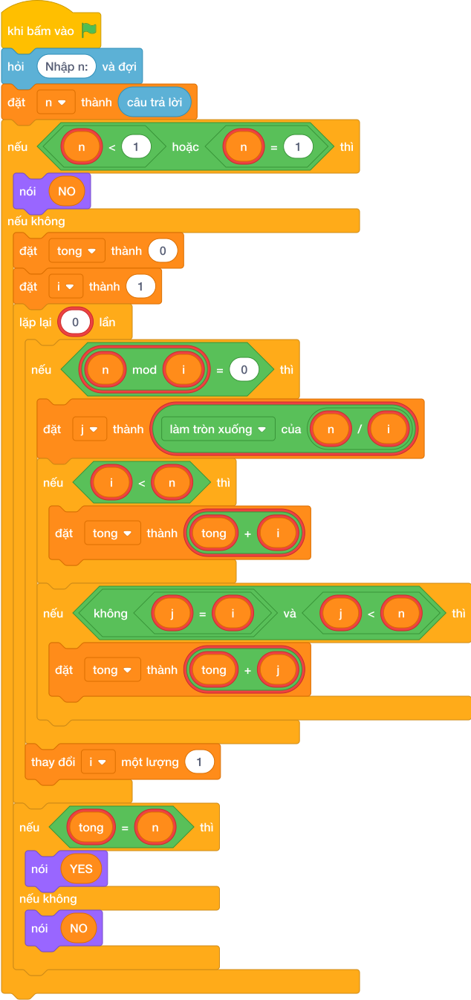 khi bấm vào
hỏi Nhập n: và đợi
đặt n thành câu trả lời
nếu n < 1 hoặc n = 1 thì
nói NO
nếu không
đặt tong thành 0
đặt i thành 1
lặp lại 0 lần
nếu n mod i = 0 thì
đặt j thành làm tròn xuống của n / i
nếu i < n thì
đặt tong thành tong + i
nếu không j = i và j < n thì
đặt tong thành tong + j
thay đổi i một lượng 1
nếu tong = n thì
nói YES
nếu không
nói NO